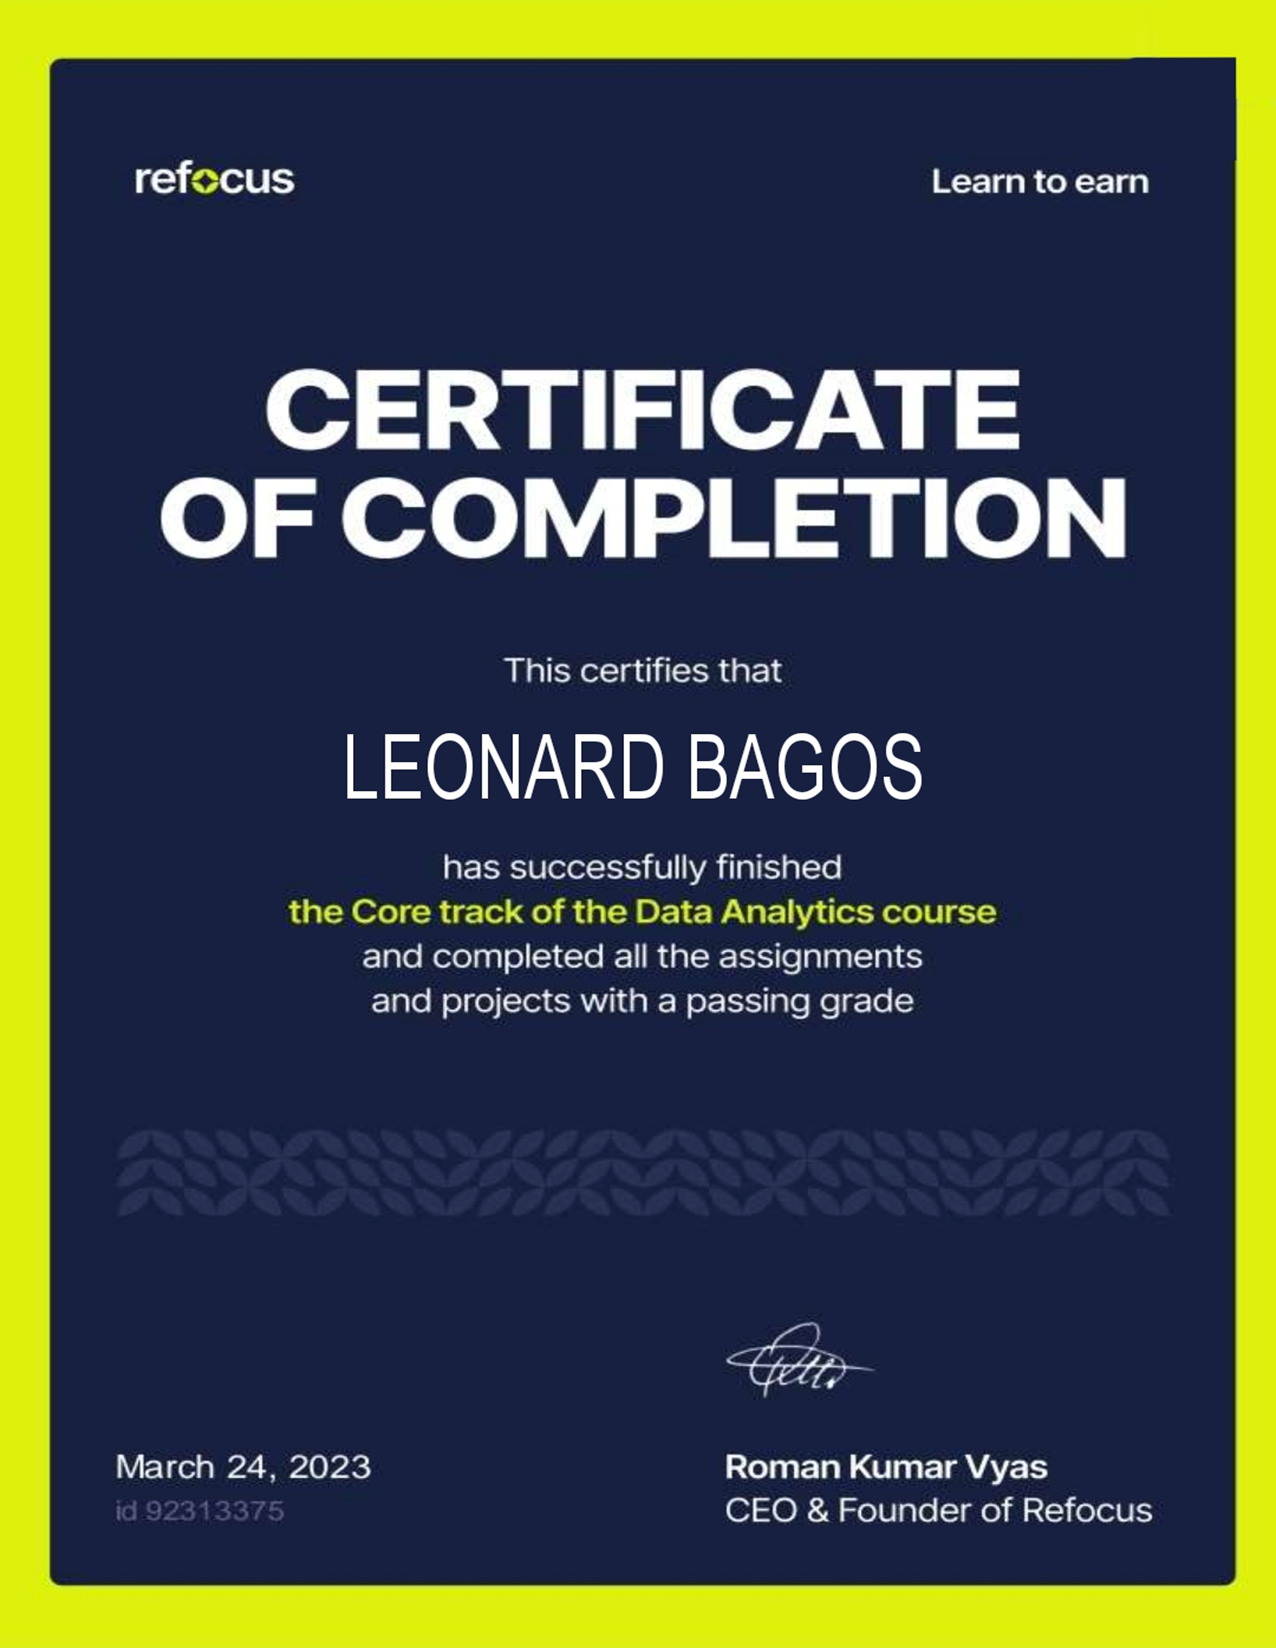 refocus
Learn to earn
CERTIFICATE
OF COMPLETION
This certifies that
LEONARD BAGOS
has successfully finished
the Core track of the Data Analytics course
and completed all the assignments
and projects with a passing grade
March 24, 2023
id 92313375
Roman Kumar Vyas
CEO & Founder of Refocus